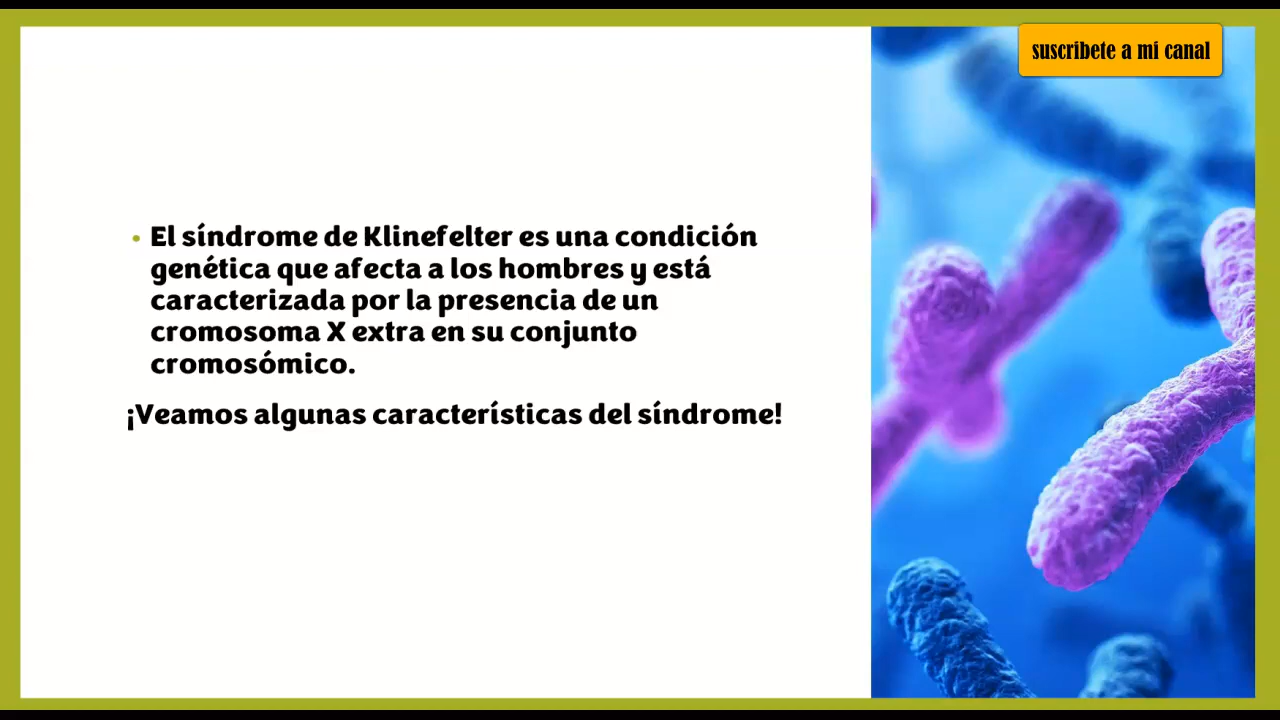 suscribete a mi canal
• El síndrome de Klinefelter es una condición
genética que afecta a los hombres y está
caracterizada por la presencia de un
cromosoma X extra en su conjunto
cromosómico.
¡Veamos algunas características del síndrome!